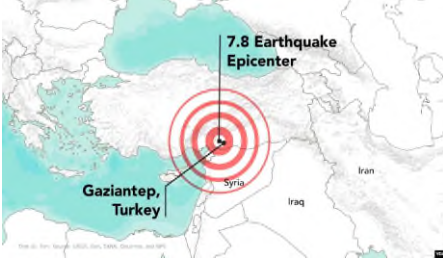 7.8 Earthquake
Epicenter
Gaziantep,
Turkey
Syria
Iraq
Iran